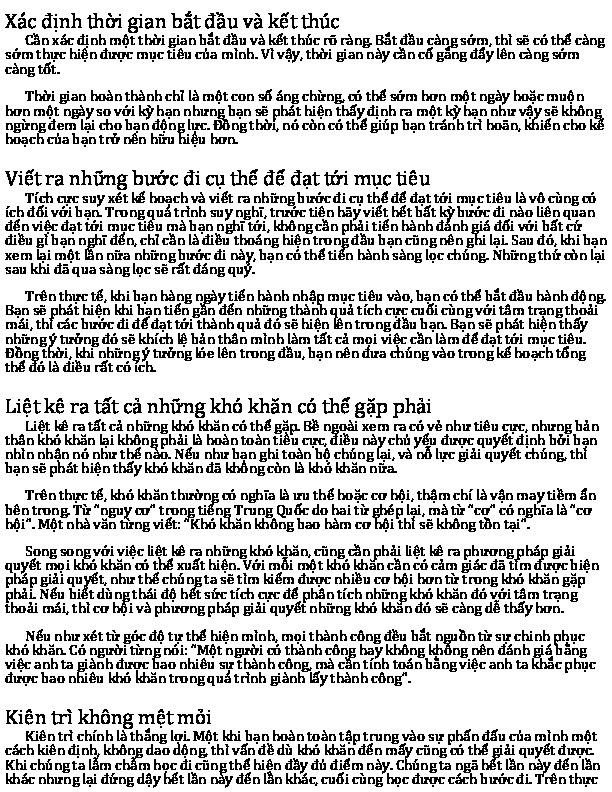 Xác định thời gian bắt đầu và kết thúc
Cần xác định một thời gian bắt đầu và kết thúc rõ ràng. Bắt đầu càng sớm, thì sẽ có thể càng
sớm thực hiện được mục tiêu của mình. Vì vậy, thời gian này cần cố gắng đẩy lên càng sớm
càng tốt.
Thời gian hoàn thành chỉ là một con số áng chừng, có thể sớm hơn một ngày hoặc muộn
hơn một ngày so với kỳ hạn nhưng bạn sẽ phát hiện thấy định ra một kỳ hạn như vậy sẽ không
ngừng đem lại cho bạn động lực. Đồng thời, nó còn có thể giúp bạn tránh trì hoãn, khiến cho kế
hoạch của bạn trở nên hữu hiệu hơn.
Viết ra những bước đi cụ thể để đạt tới mục tiêu
Tích cực suy xét kế hoạch và viết ra những bước đi cụ thể để đạt tới mục tiêu là vô cùng có
ích đối với bạn. Trong quá trình suy nghĩ, trước tiên hãy viết hết bất kỳ bước đi nào liên quan
đến việc đạt tới mục tiêu mà bạn nghĩ tới, không cần phải tiến hành đánh giá đối với bất cứ
điều gì bạn nghĩ đến, chỉ cần là điều thoáng hiện trong đầu bạn cũng nên ghi lại. Sau đó, khi bạn
xem lại một lần nữa những bước đi này, bạn có thể tiến hành sàng lọc chúng. Những thứ còn lại
sau khi đã qua sàng lọc sẽ rất đáng quý.
Trên thực tế, khi bạn hàng ngày tiến hành nhập mục tiêu vào, bạn có thể bắt đầu hành động.
Bạn sẽ phát hiện khi bạn tiến gần đến những thành quả tích cực cuối cùng với tâm trạng thoải
mái, thì các bước đi để đạt tới thành quả đó sẽ hiện lên trong đầu bạn. Bạn sẽ phát hiện thấy
những ý tưởng đó sẽ khích lệ bản thân mình làm tất cả mọi việc cần làm để đạt tới mục tiêu.
Đồng thời, khi những ý tưởng lóe lên trong đầu, bạn nên đưa chúng vào trong kế hoạch tổng
thể đó là điều rất có ích.
Liệt kê ra tất cả những khó khăn có thể gặp phải
Liệt kê ra tất cả những khó khăn có thể gặp. Bề ngoài xem ra có vẻ như tiêu cực, nhưng bản
thân khó khăn lại không phải là hoàn toàn tiêu cực, điều này chủ yếu được quyết định bởi bạn
nhìn nhận nó như thế nào. Nếu như bạn ghi toàn bộ chúng lại, và nỗ lực giải quyết chúng, thì
bạn sẽ phát hiện thấy khó khăn đã không còn là khó khăn nữa.
Trên thực tế, khó khăn thường có nghĩa là ưu thế hoặc cơ hội, thậm chí là vận may tiềm ẩn
bên trong. Từ “nguy cơ” trong tiếng Trung Quốc do hai từ ghép lại, mà từ “cơ” có nghĩa là “cơ
hội”. Một nhà văn từng viết: “Khó khăn không bao hàm cơ hội thì sẽ không tồn tại”.
Song song với việc liệt kê ra những khó khăn, cũng cần phải liệt kê ra phương pháp giải
quyết mọi khó khăn có thể xuất hiện. Với mỗi một khó khăn cần có cảm giác đã tìm được biện
pháp giải quyết, như thế chúng ta sẽ tìm kiếm được nhiều cơ hội hơn từ trong khó khăn gặp
phải. Nếu biết dùng thái độ hết sức tích cực để phân tích những khó khăn đó với tâm trạng
thoải mái, thì cơ hội và phương pháp giải quyết những khó khăn đó sẽ càng dễ thấy hơn.
Nếu như xét từ góc độ tự thể hiện mình, mọi thành công đều bắt nguồn từ sự chinh phục
khó khăn. Có người từng nói: “Một người có thành công hay không không nên đánh giá bằng
việc anh ta giành được bao nhiêu sự thành công, mà cần tính toán bằng việc anh ta khắc phục
được bao nhiêu khó khăn trong quá trình giành lấy thành công”.
Kiên trì không mệt mỏi
Kiên trì chính là thắng lợi. Một khi bạn hoàn toàn tập trung vào sự phấn đấu của mình một
cách kiên định, không dao động, thì vấn đề dù khó khăn đến mấy cũng có thể giải quyết được.
Khi chúng ta lẫm chẫm học đi cũng thể hiện đầy đủ điểm này. Chúng ta ngã hết lần này đến lần
khác nhưng lại đứng dậy hết lần này đến lần khác, cuối cùng học được cách bước đi. Trên thực